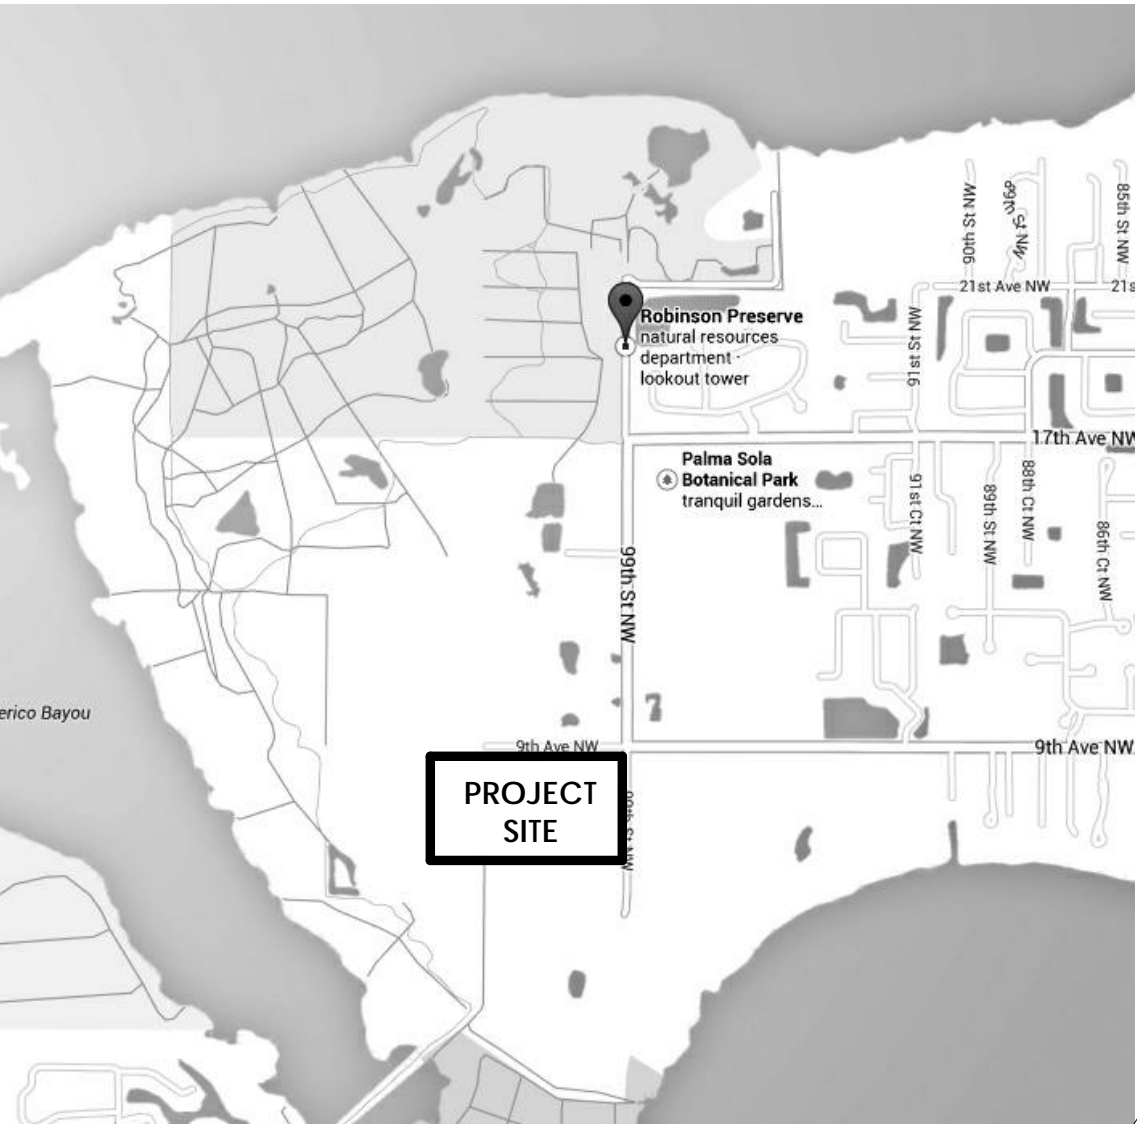 90th St NW
89th St NW
85th St NW
21st Ave NW
21s
Robinson Preserve
natural resources
department ·
lookout tower
91st St NW
17th Ave NW
Palma Sola
Botanical Park
tranquil gardens...
91st Ct NW
89th St NW
88th Ct NW
86th Ct NW
99th St NW
erico Bayou
9th Ave NW
9th Ave NW
PROJECT
SITE
99th St NW